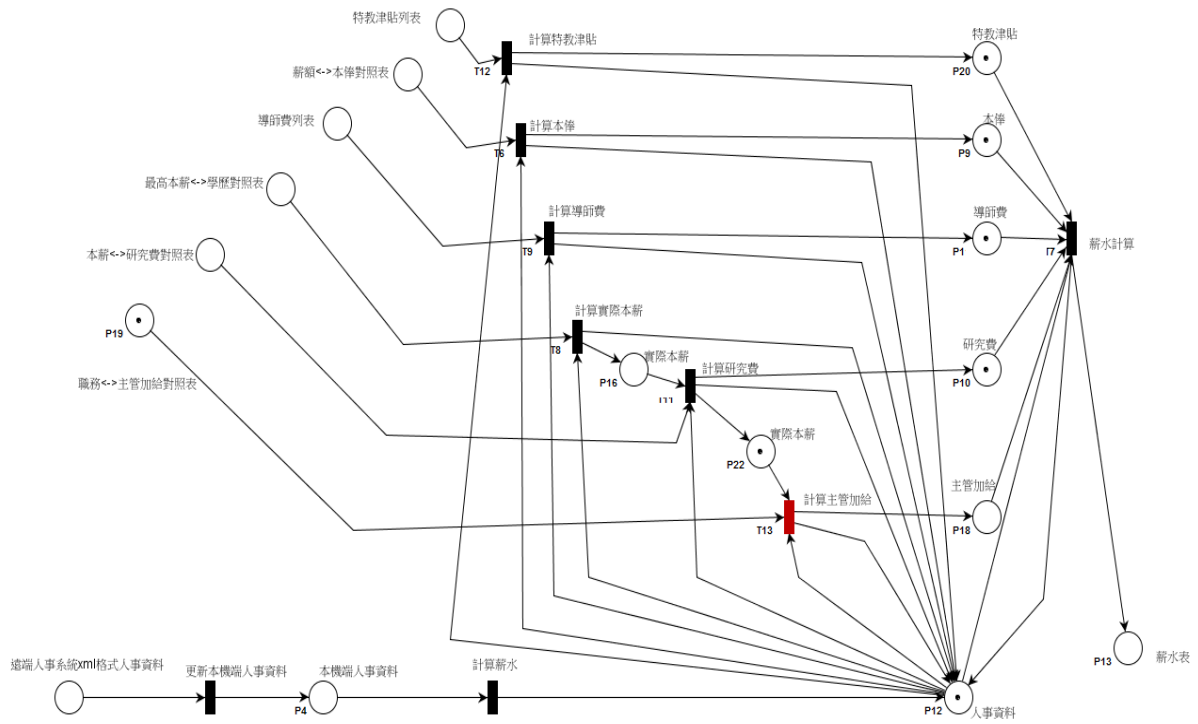 特教津貼列表
計算特教津貼
特教津貼
T12
P20
薪額<->本俸對照表
計算本俸
本俸
T6
P9
導師費列表
計算導師費
導師費
T9
P1
T7
薪水計算
最高本薪<->學歷對照表
本薪<->研究費對照表
計算實際本薪
P19
T8
實際本薪
研究費
計算研究費
P16
P10
職務<->主管加給對照表
T11
實際本薪
P22
主管加給
計算主管加給
T13
P18
遠端人事系統xml格式人事資料
更新本機端人事資料
本機端人事資料
計算薪水
P13
薪水表
P4
P12
人事資料